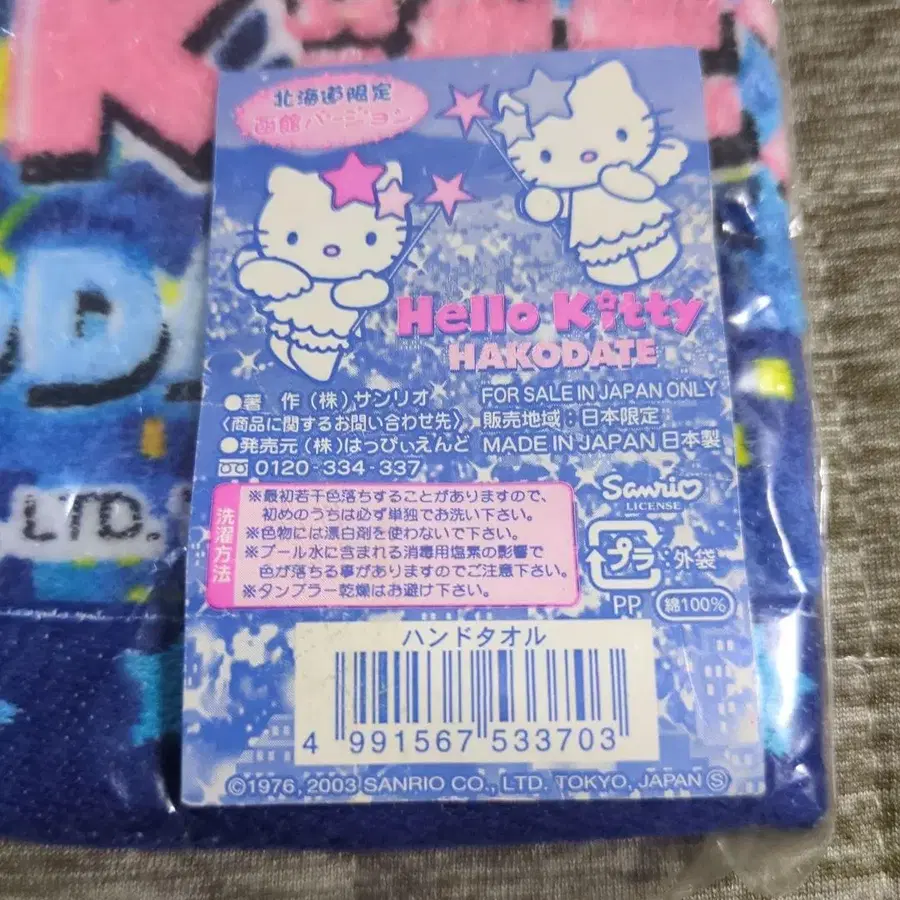 北海道限定
函館バージョン
Hello Kitty
HAKODATE
●著 作（株）サンリオ
〈商品に関するお問い合わせ先〉
●発売元（株）はっぴぃえんど
0120-334-337
FOR SALE IN JAPAN ONLY
販売地域：日本限定
MADE IN JAPAN 日本製
洗濯方法
※最初若干色落ちすることがありますので、
初めのうちは必ず単独でお洗い下さい。
※色物には漂白剤を使わないで下さい。
※プール水に含まれる消毒用塩素の影響で
色が落ちる事がありますのでご注意下さい。
※タンブラー乾燥はお避け下さい。
Sanrio
LICENSE
プラ：外袋
PP 綿100%
ハンドタオル
4 991567 533703
©1976, 2003 SANRIO CO., LTD. TOKYO, JAPAN Ⓢ
LTD.